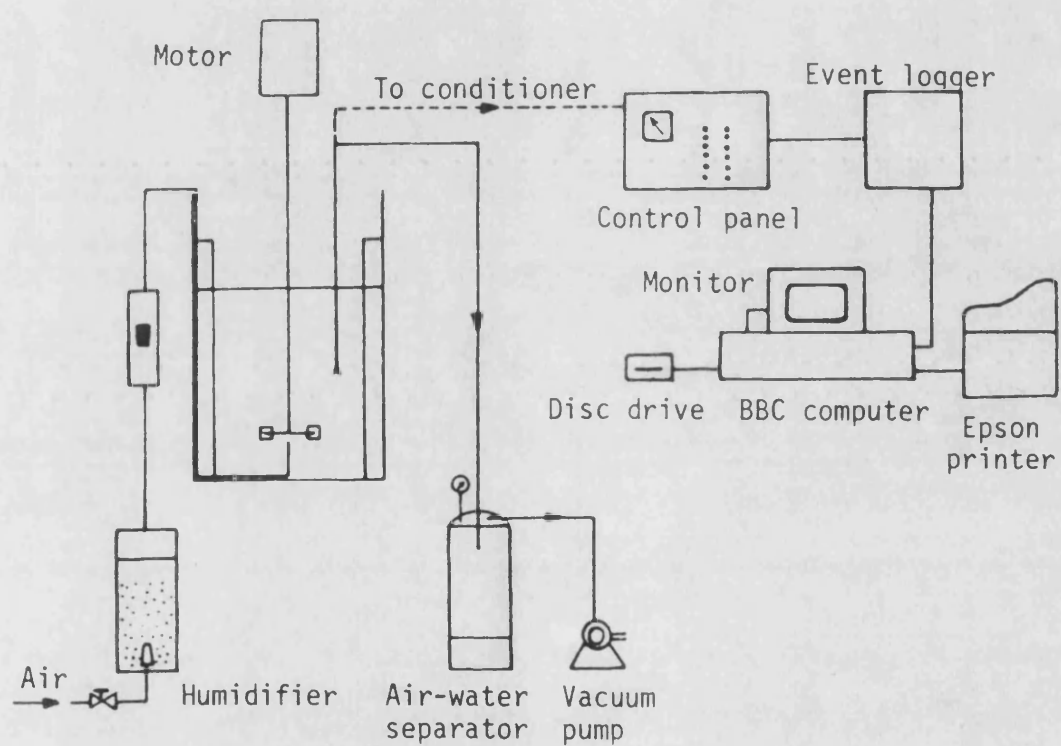 Motor
To conditioner
Event logger
Control panel
Monitor
Disc drive
BBC computer
Epson
printer
Air
Humidifier
Air-water
separator
Vacuum
pump